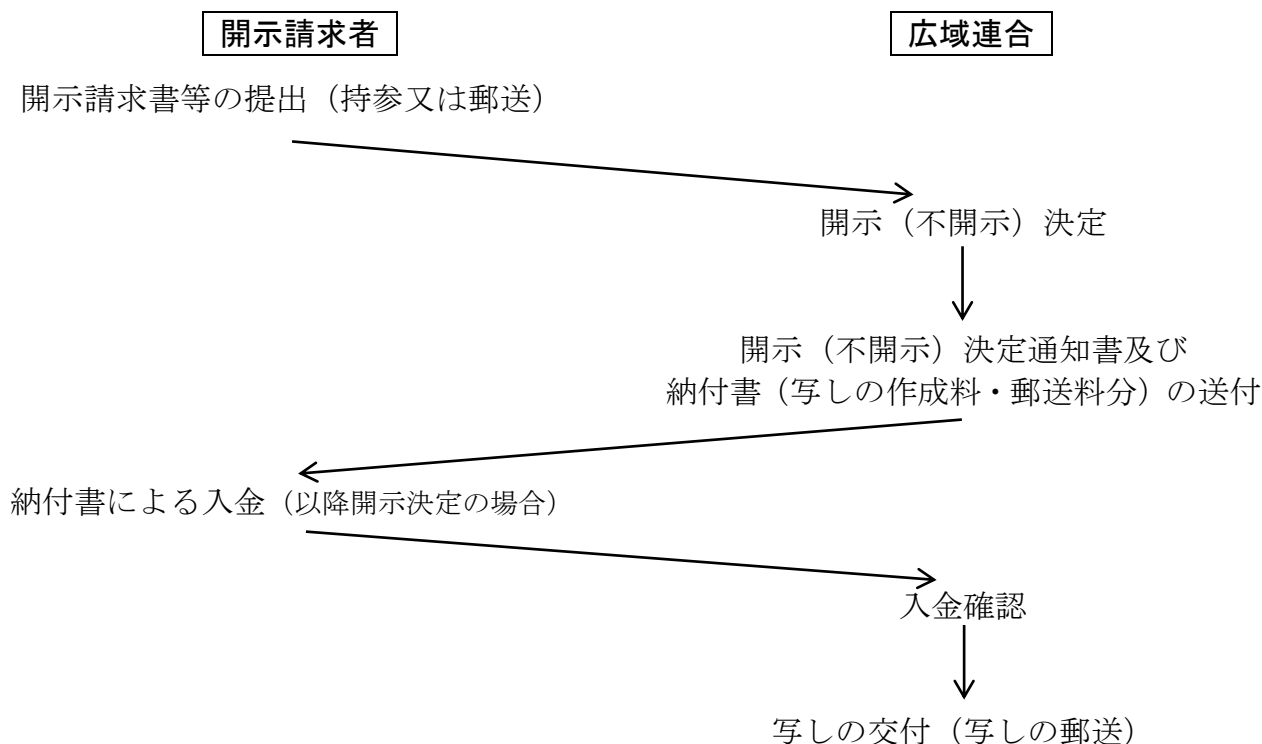 開示請求者
広域連合
開示請求書等の提出（持参又は郵送）
開示（不開示）決定
開示（不開示）決定通知書及び
納付書（写しの作成料・郵送料分）の送付
納付書による入金（以降開示決定の場合）
入金確認
写しの交付（写しの郵送）